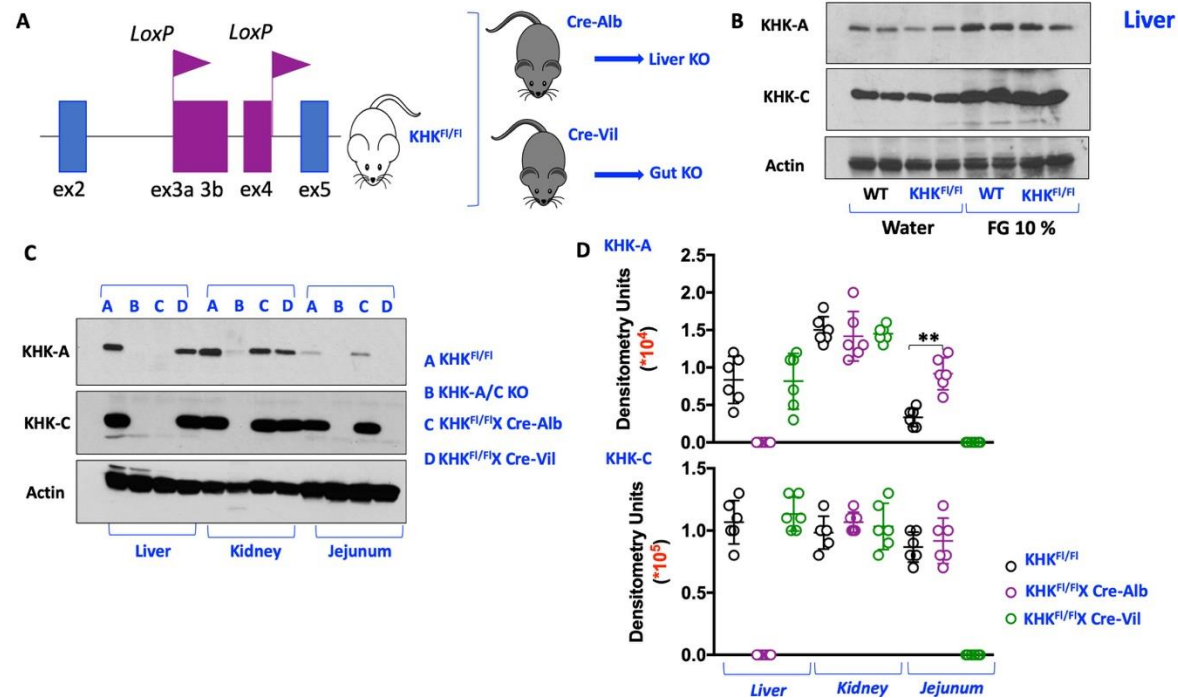 A
LoxP LoxP
ex2 ex3a 3b ex4 ex5
KHK^Fl/Fl
Cre-Alb
Liver KO
Cre-Vil
Gut KO
B
Liver
KHK-A
KHK-C
Actin
WT KHK^Fl/Fl WT KHK^Fl/Fl
Water FG 10 %
C
A B C D A B C D A B C D
KHK-A
KHK-C
Actin
Liver Kidney Jejunum
A KHK^Fl/Fl
B KHK-A/C KO
C KHK^Fl/Fl X Cre-Alb
D KHK^Fl/Fl X Cre-Vil
D
KHK-A
Densitometry Units
(*10^4)
2.5
2.0
1.5
1.0
0.5
0.0
**
KHK-C
Densitometry Units
(*10^5)
1.5
1.0
0.5
0.0
Liver Kidney Jejunum
KHK^Fl/Fl
KHK^Fl/Fl X Cre-Alb
KHK^Fl/Fl X Cre-Vil